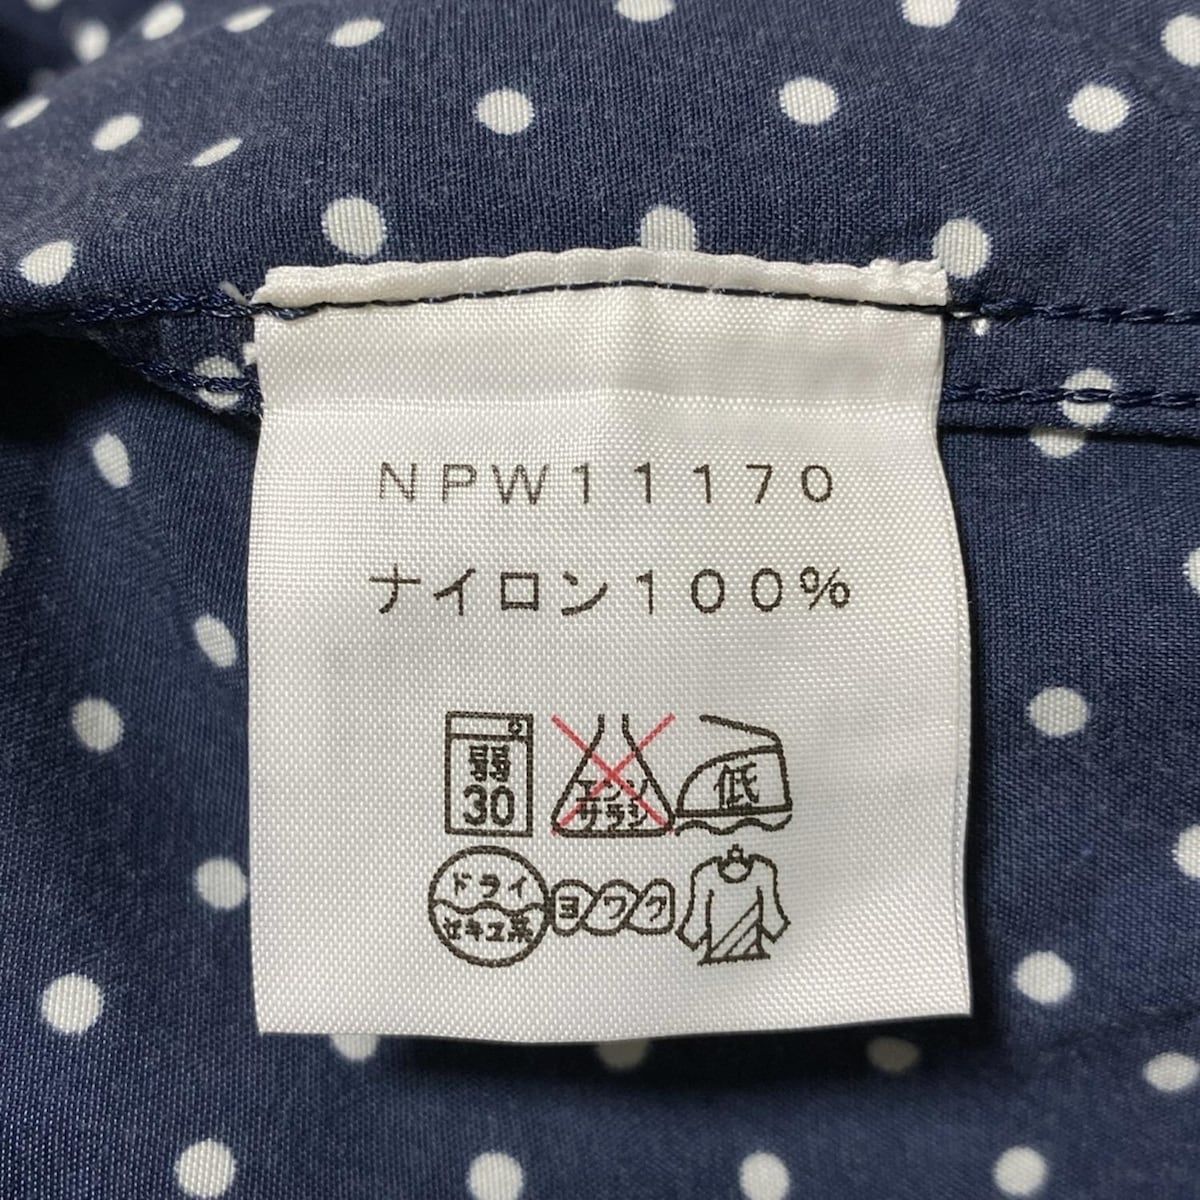 NPW11170
ナイロン100%
弱 エンソ 低
30 サラシ
ドライ
セキユ系 ヨワク